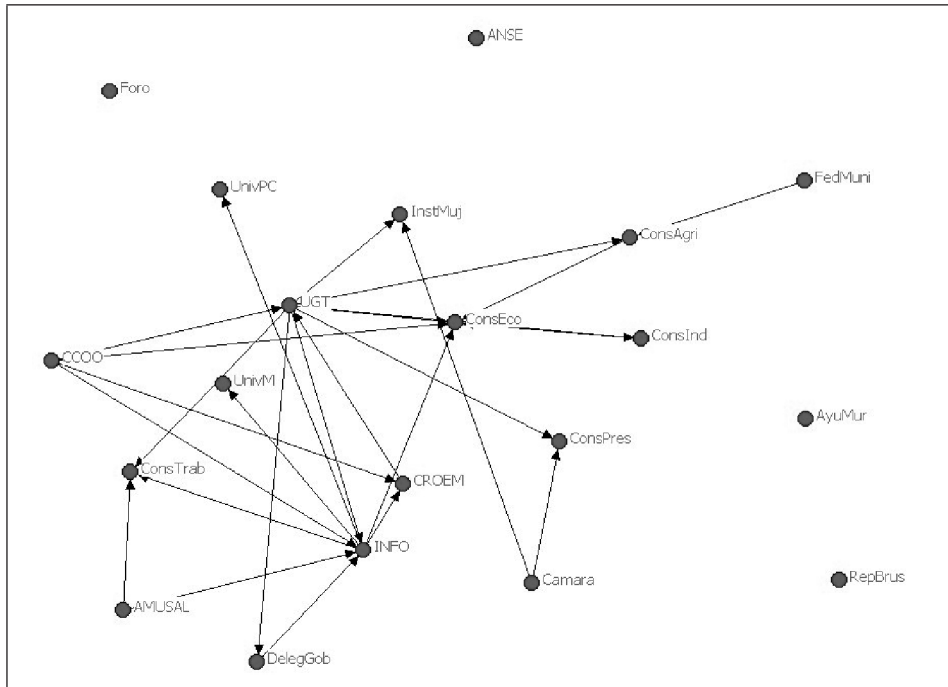 ANSE
Foro
FedMuni
UnivPC
InstMuj
ConsAgri
UGT
ConsEco
ConsInd
CCOO
UnivM
AyuMur
ConsPres
ConsTrab
CROEM
INFO
Camara
RepBrus
AMUSAL
DelegGob